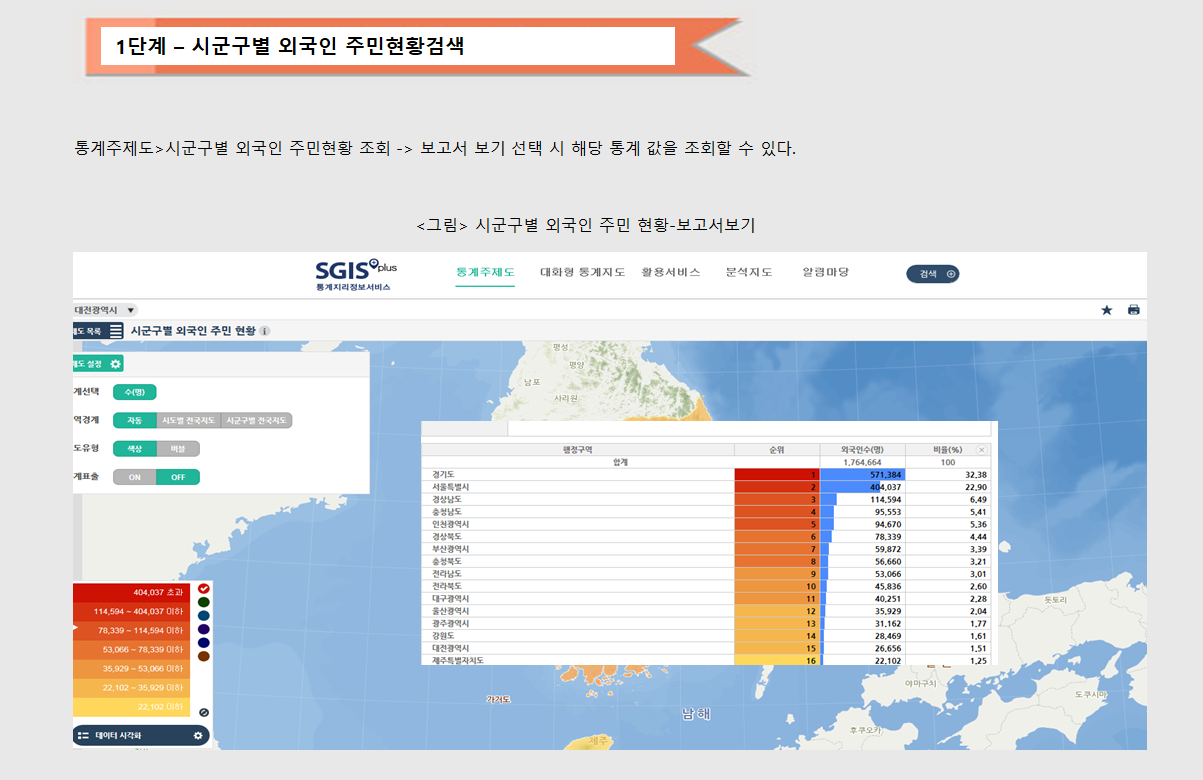 1단계 – 시군구별 외국인 주민현황검색
통계주제도>시군구별 외국인 주민현황 조회 -> 보고서 보기 선택 시 해당 통계 값을 조회할 수 있다.
<그림> 시군구별 외국인 주민 현황-보고서보기
SGIS plus
통계지리정보서비스
통계주제도 대화형 통계지도 활용서비스 분석지도 알림마당 검색
대전광역시
도 목록 시군구별 외국인 주민 현황
도 설정
계선택 수(명)
역경계 자동 시도별 전국지도 시군구별 전국지도
도유형 색상 버블
계표출 ON OFF
평성
평양
남포
사리원
행정구역 순위 외국인수(명) 비율(%)
합계 1,764,664 100
경기도 1 571,384 32,38
서울특별시 2 404,037 22,90
경상남도 3 114,594 6,49
충청남도 4 95,553 5,41
인천광역시 5 94,670 5,36
경상북도 6 78,339 4,44
부산광역시 7 59,872 3,39
충청북도 8 56,660 3,21
전라남도 9 53,066 3,01
전라북도 10 45,836 2,60
대구광역시 11 40,251 2,28
울산광역시 12 35,929 2,04
광주광역시 13 31,162 1,77
강원도 14 28,469 1,61
대전광역시 15 26,656 1,51
제주특별자치도 16 22,102 1,25
404,037 초과
114,594 ~ 404,037 이하
78,339 ~ 114,594 이하
53,066 ~ 78,339 이하
35,929 ~ 53,066 이하
22,102 ~ 35,929 이하
22,102 이하
데이터 시각화
돗토리
야마구치
도쿠시마
가거도
남해
후쿠오카
제주